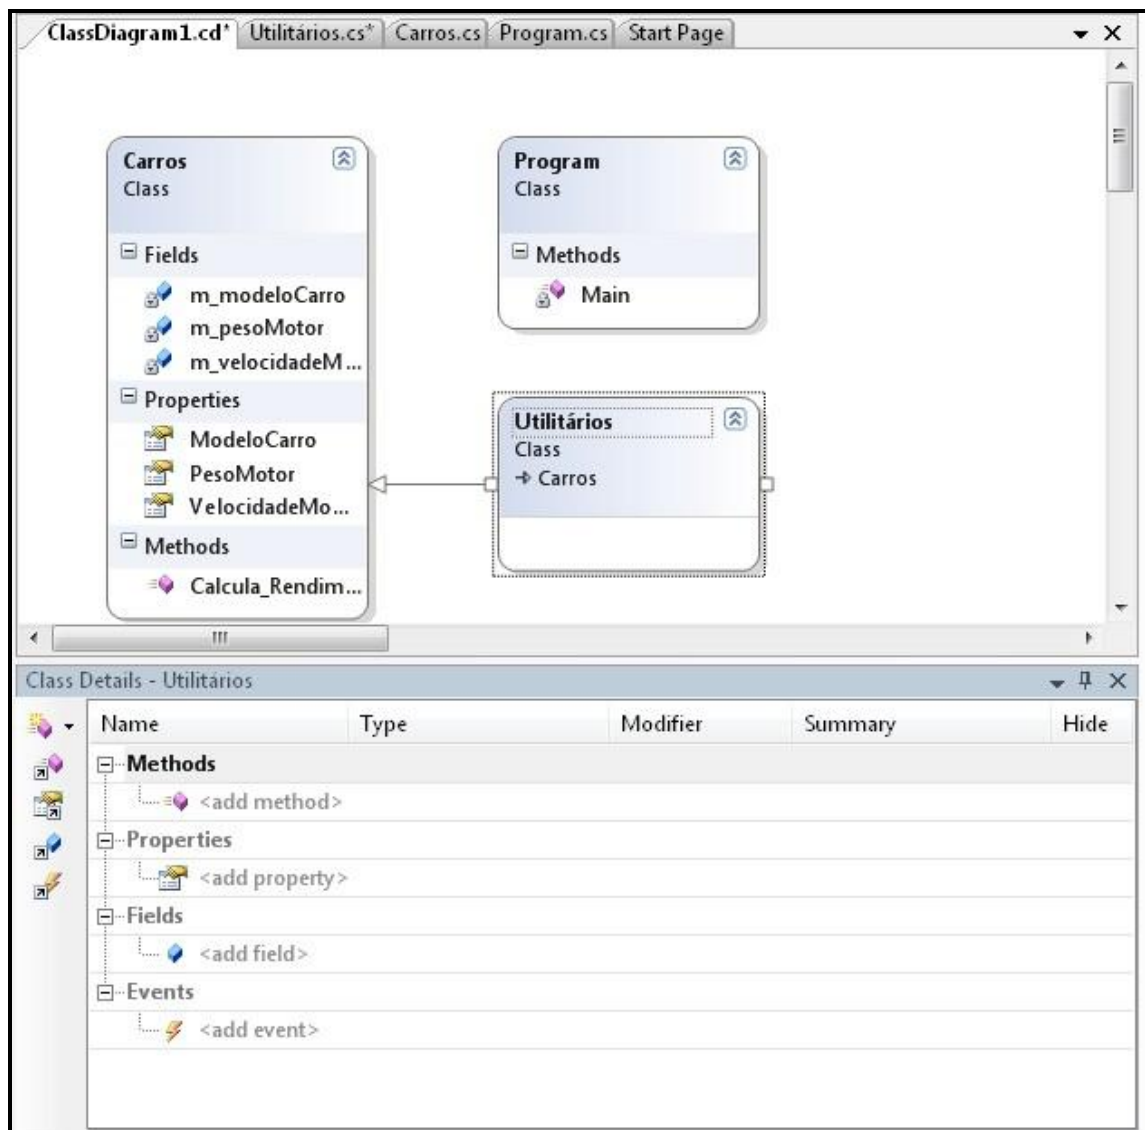 ClassDiagram1.cd* Utilitários.cs* Carros.cs Program.cs Start Page
Carros
Class
Fields
m_modeloCarro
m_pesoMotor
m_velocidadeM...
Properties
ModeloCarro
PesoMotor
VelocidadeMo...
Methods
Calcula_Rendim...
Program
Class
Methods
Main
Utilitários
Class
Carros
Class Details - Utilitários
Name Type Modifier Summary Hide
Methods
<add method>
Properties
<add property>
Fields
<add field>
Events
<add event>